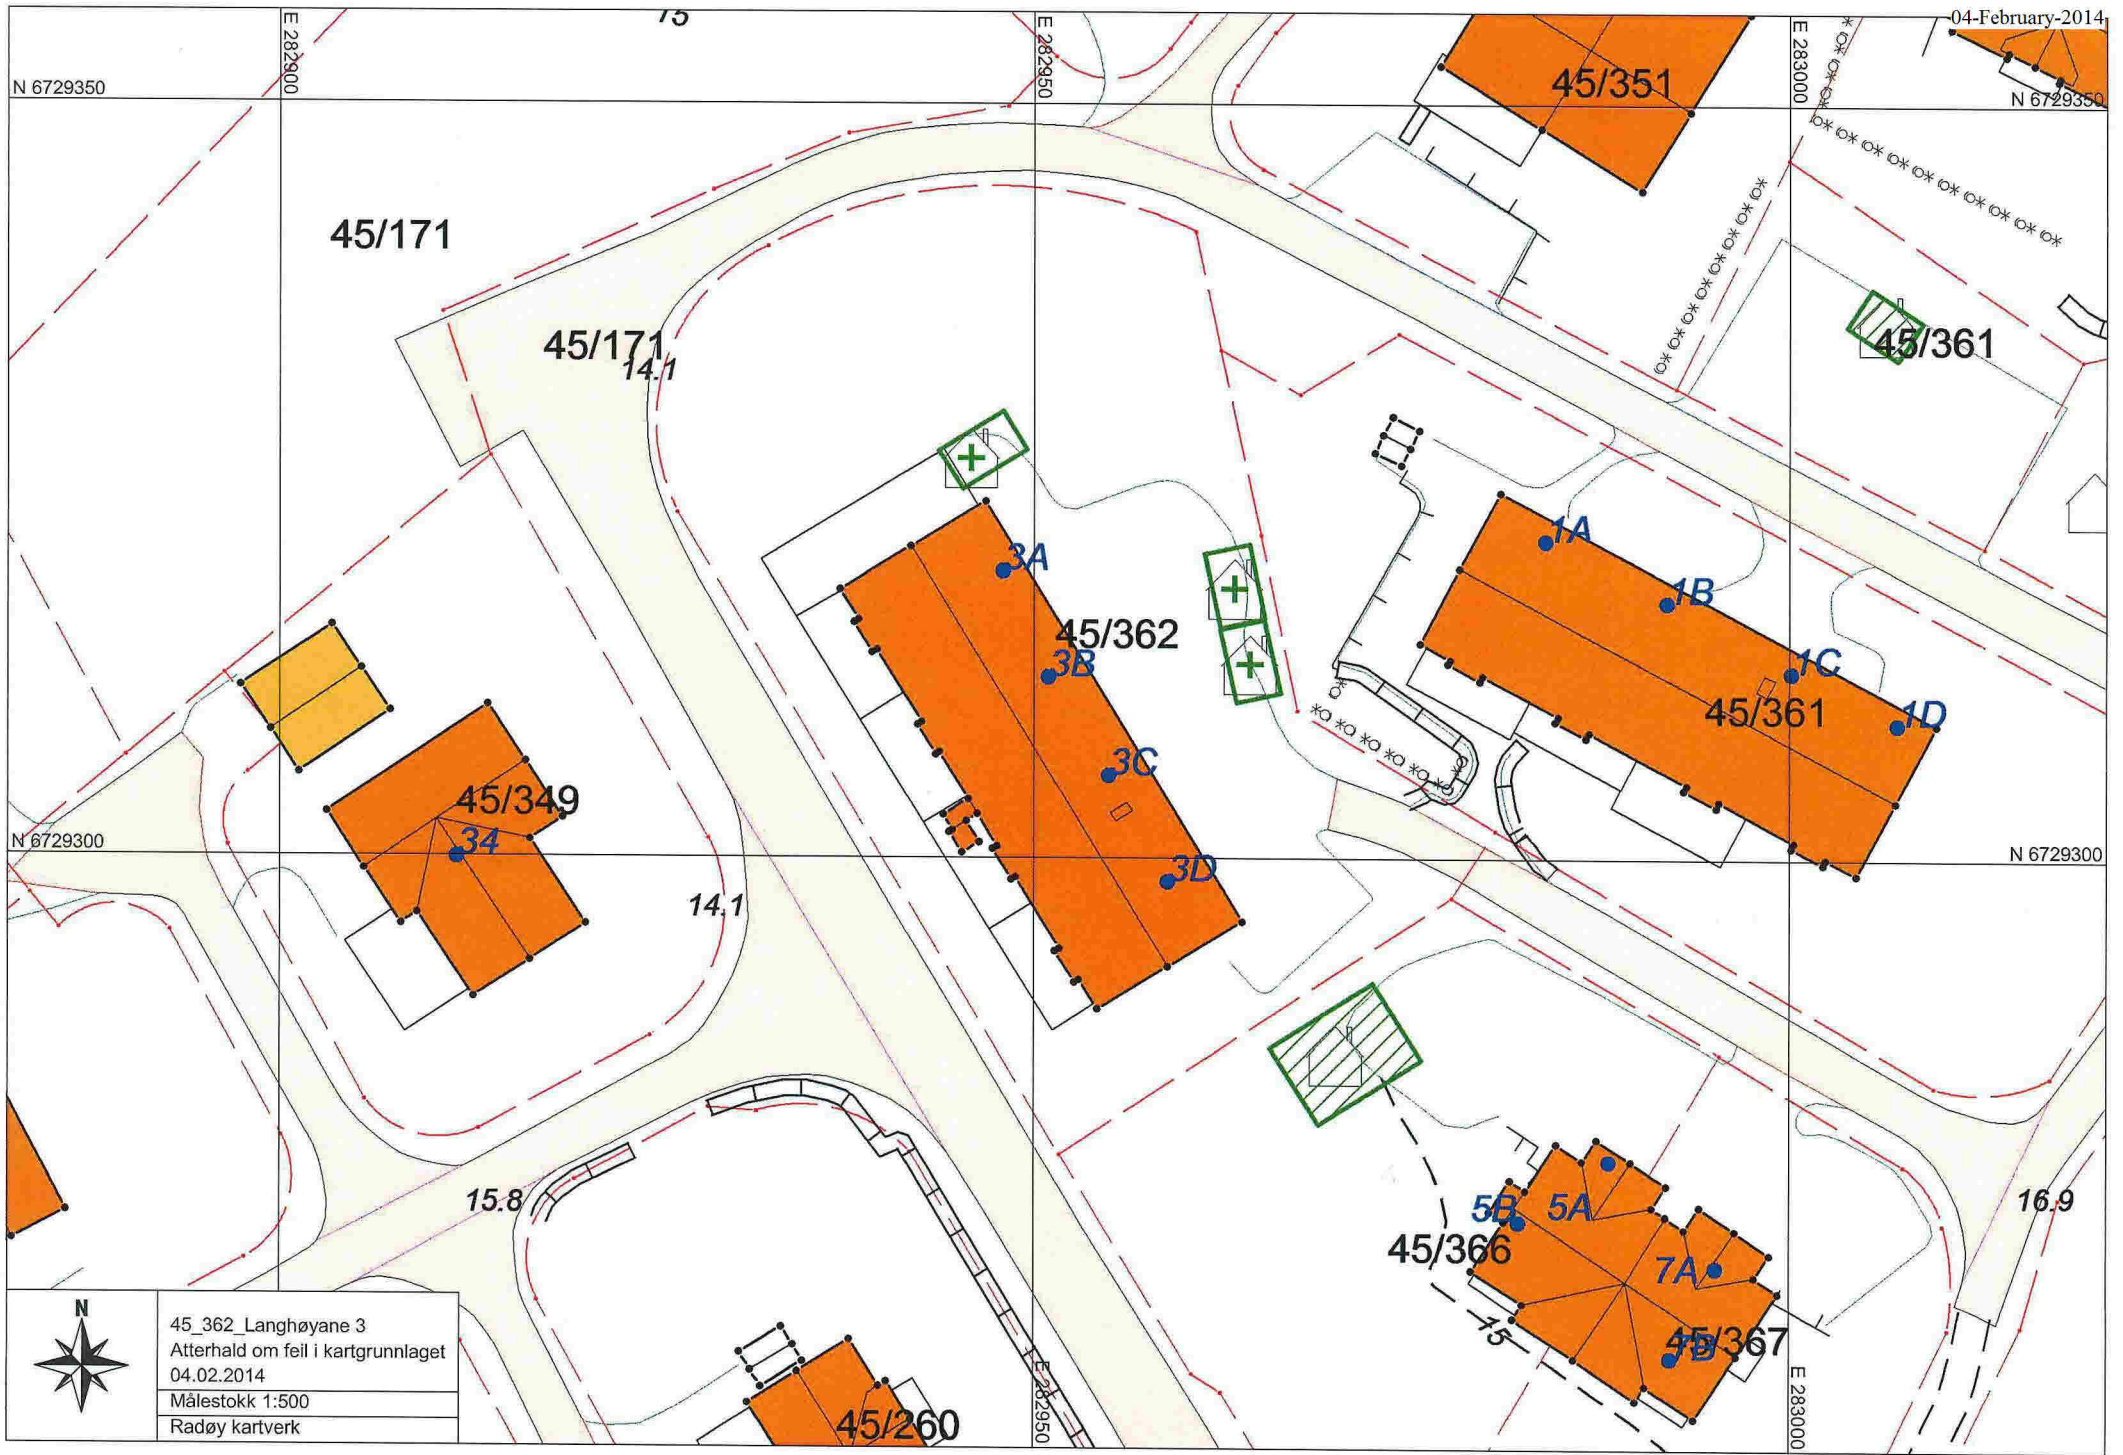 75
04-February-2014
E 282900
E 282950
E 283000
N 6729350
N 6729350
45/351
45/171
45/171
14.1
45/361
1A
3A
1B
45/362
3B
1C
45/361
1D
3C
45/349
34
N 6729300
N 6729300
3D
14.1
15.8
5B
5A
16.9
45/366
7A
15
45/367
7B
E 282950
E 283000
45/260
N
45_362_Langhøyane 3
Atterhald om feil i kartgrunnlaget
04.02.2014
Målestokk 1:500
Radøy kartverk